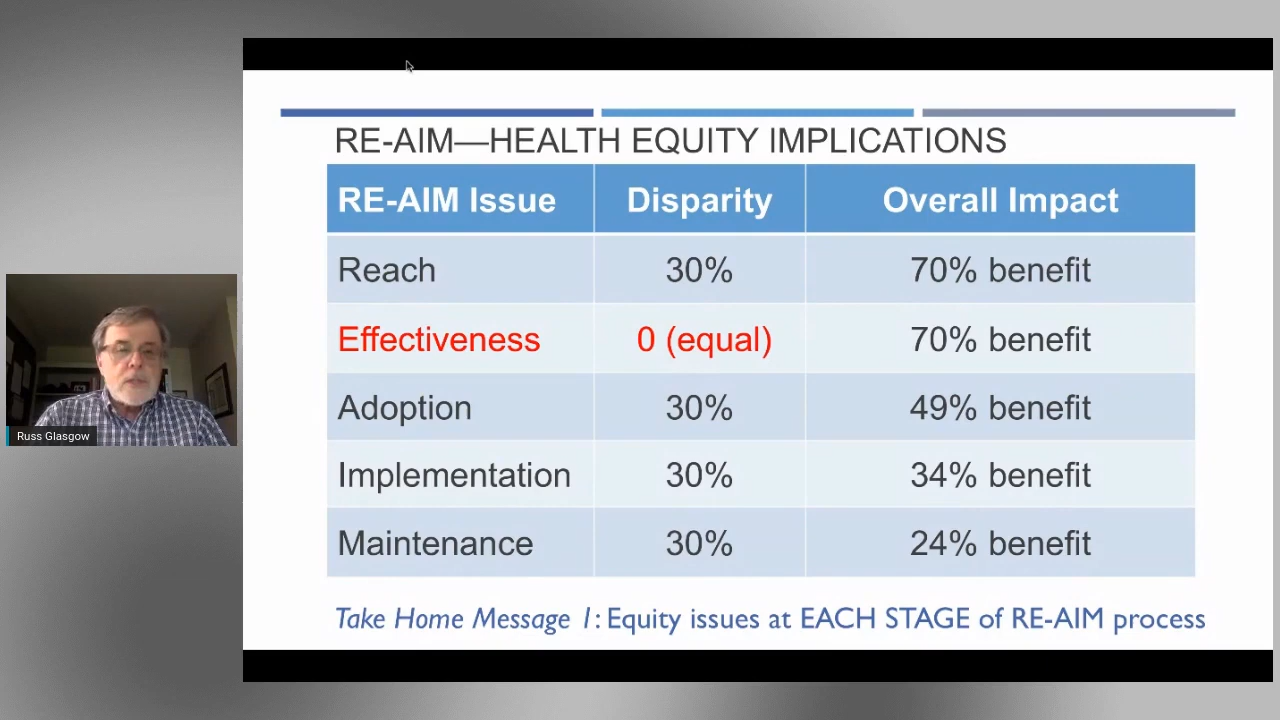 RE-AIM—HEALTH EQUITY IMPLICATIONS
RE-AIM Issue Disparity Overall Impact
Reach 30% 70% benefit
Effectiveness 0 (equal) 70% benefit
Adoption 30% 49% benefit
Implementation 30% 34% benefit
Maintenance 30% 24% benefit
Take Home Message 1: Equity issues at EACH STAGE of RE-AIM process
Russ Glasgow